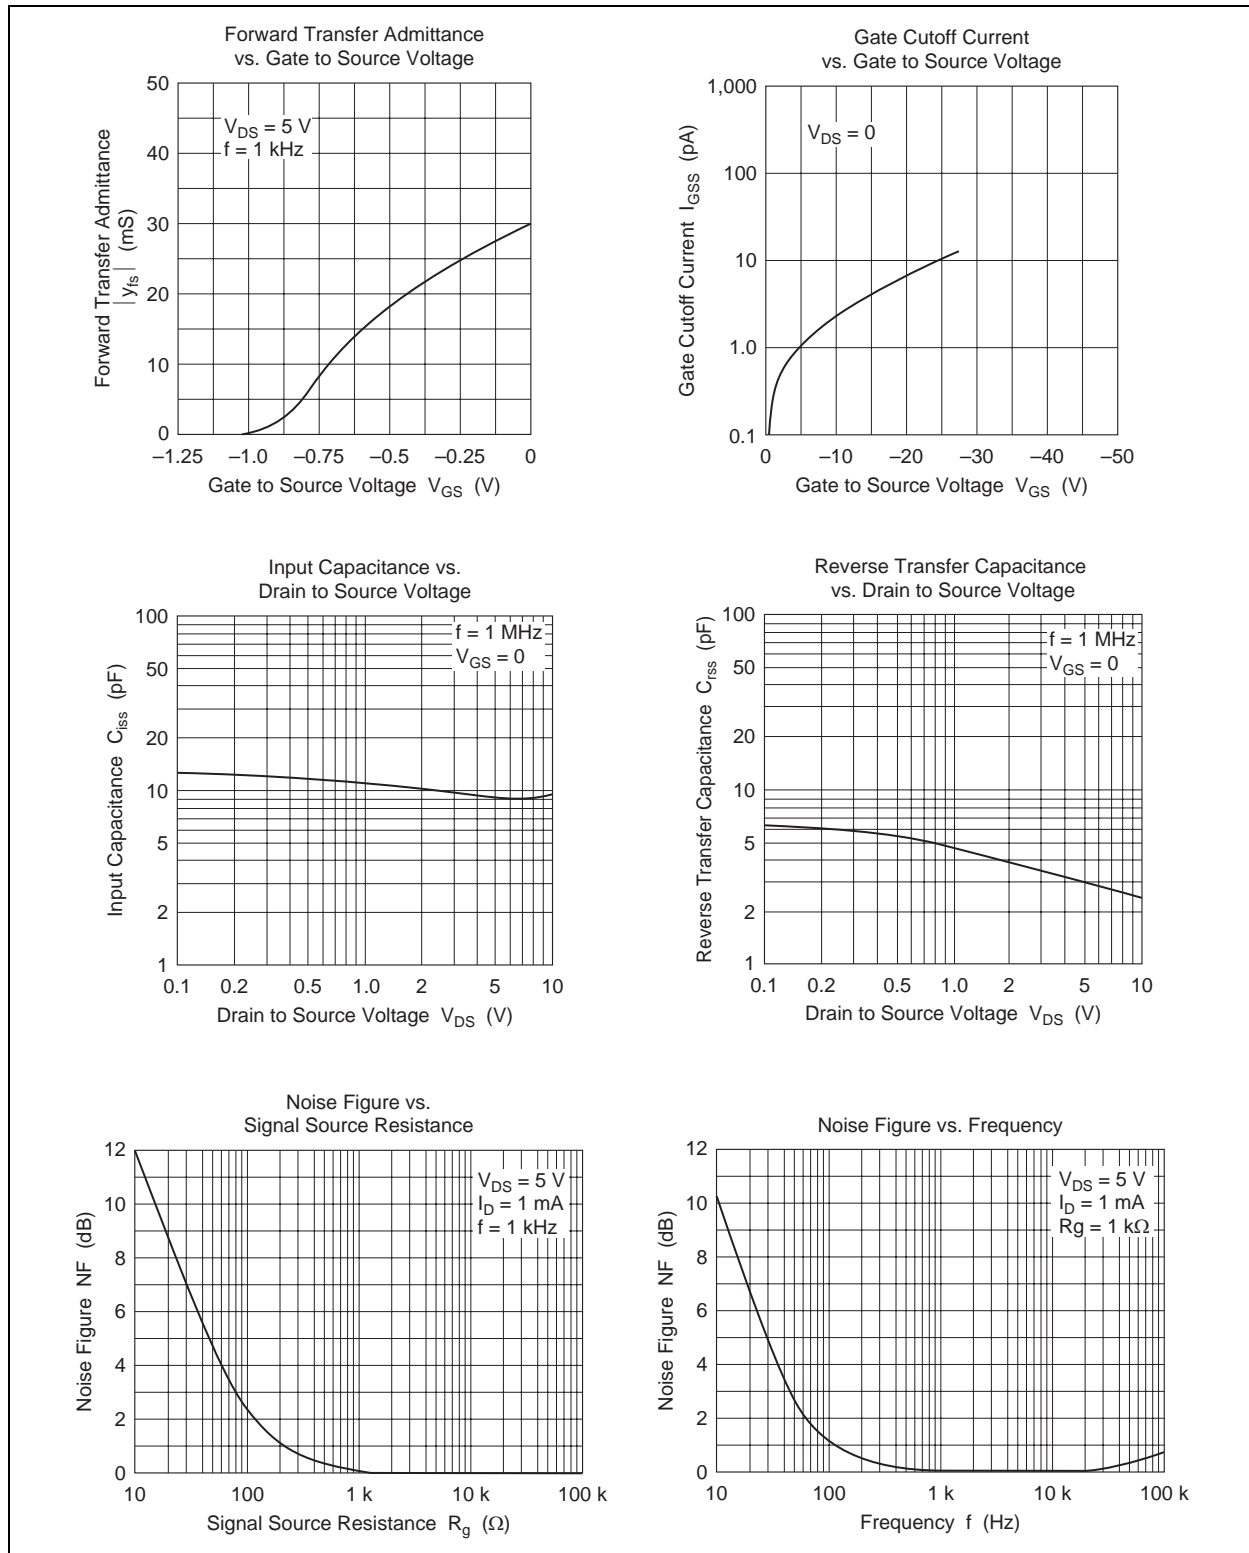 Forward Transfer Admittance
vs. Gate to Source Voltage
50
40
30
20
10
0
Forward Transfer Admittance
|y_fs| (mS)
V_DS = 5 V
f = 1 kHz
–1.25 –1.0 –0.75 –0.5 –0.25 0
Gate to Source Voltage V_GS (V)
Gate Cutoff Current
vs. Gate to Source Voltage
1,000
100
10
1.0
0.1
Gate Cutoff Current I_GSS (pA)
V_DS = 0
0 –10 –20 –30 –40 –50
Gate to Source Voltage V_GS (V)
Input Capacitance vs.
Drain to Source Voltage
100
50
20
10
5
2
1
Input Capacitance C_iss (pF)
f = 1 MHz
V_GS = 0
0.1 0.2 0.5 1.0 2 5 10
Drain to Source Voltage V_DS (V)
Reverse Transfer Capacitance
vs. Drain to Source Voltage
100
50
20
10
5
2
1
Reverse Transfer Capacitance C_rss (pF)
f = 1 MHz
V_GS = 0
0.1 0.2 0.5 1.0 2 5 10
Drain to Source Voltage V_DS (V)
Noise Figure vs.
Signal Source Resistance
12
10
8
6
4
2
0
Noise Figure NF (dB)
V_DS = 5 V
I_D = 1 mA
f = 1 kHz
10 100 1 k 10 k 100 k
Signal Source Resistance R_g (Ω)
Noise Figure vs. Frequency
12
10
8
6
4
2
0
Noise Figure NF (dB)
V_DS = 5 V
I_D = 1 mA
Rg = 1 kΩ
10 100 1 k 10 k 100 k
Frequency f (Hz)